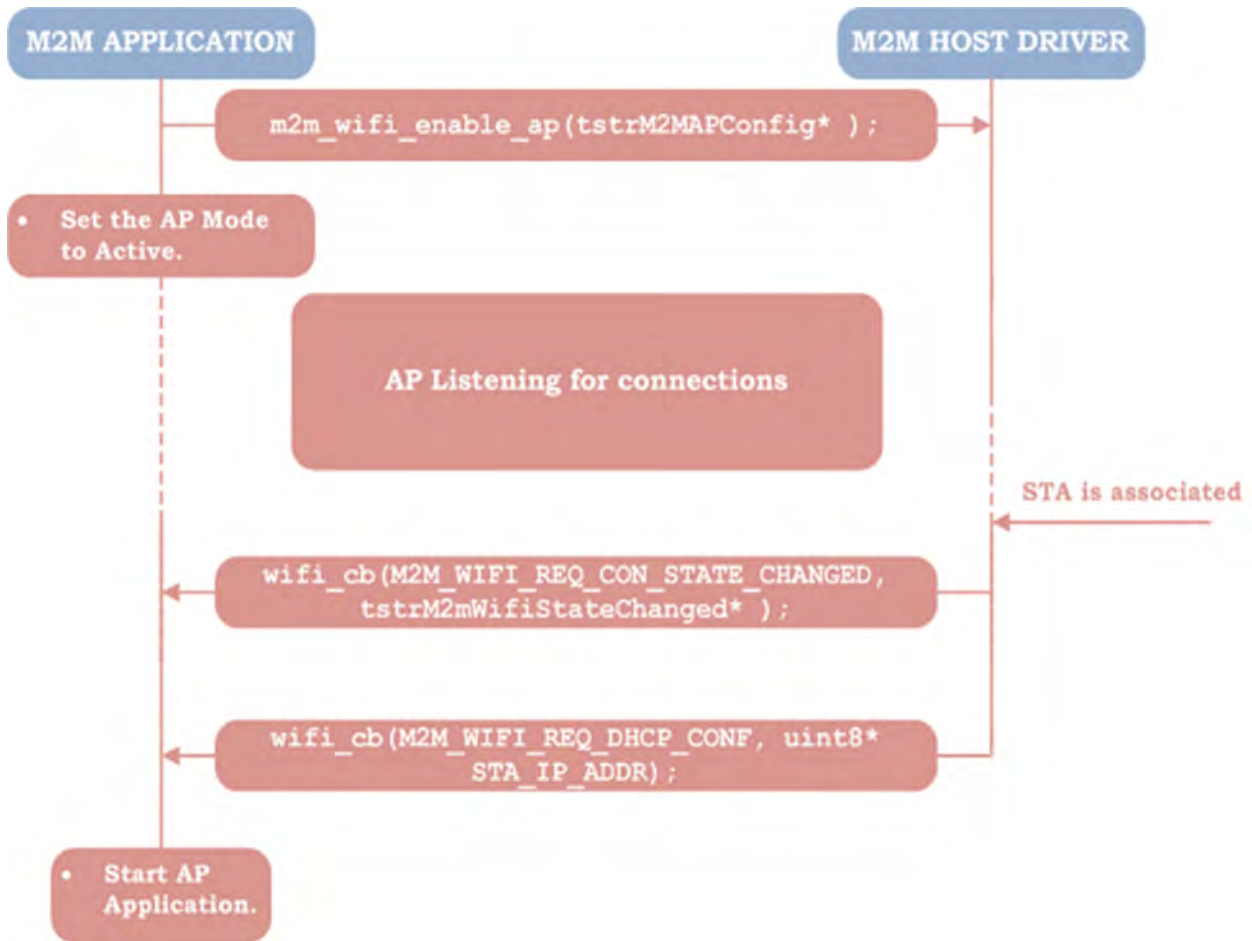 M2M APPLICATION
M2M HOST DRIVER
m2m_wifi_enable_ap(tstrM2MAPConfig* );
• Set the AP Mode
to Active.
AP Listening for connections
STA is associated
wifi_cb(M2M_WIFI_REQ_CON_STATE_CHANGED,
tstrM2mWifiStateChanged* );
wifi_cb(M2M_WIFI_REQ_DHCP_CONF, uint8*
STA_IP_ADDR);
• Start AP
Application.